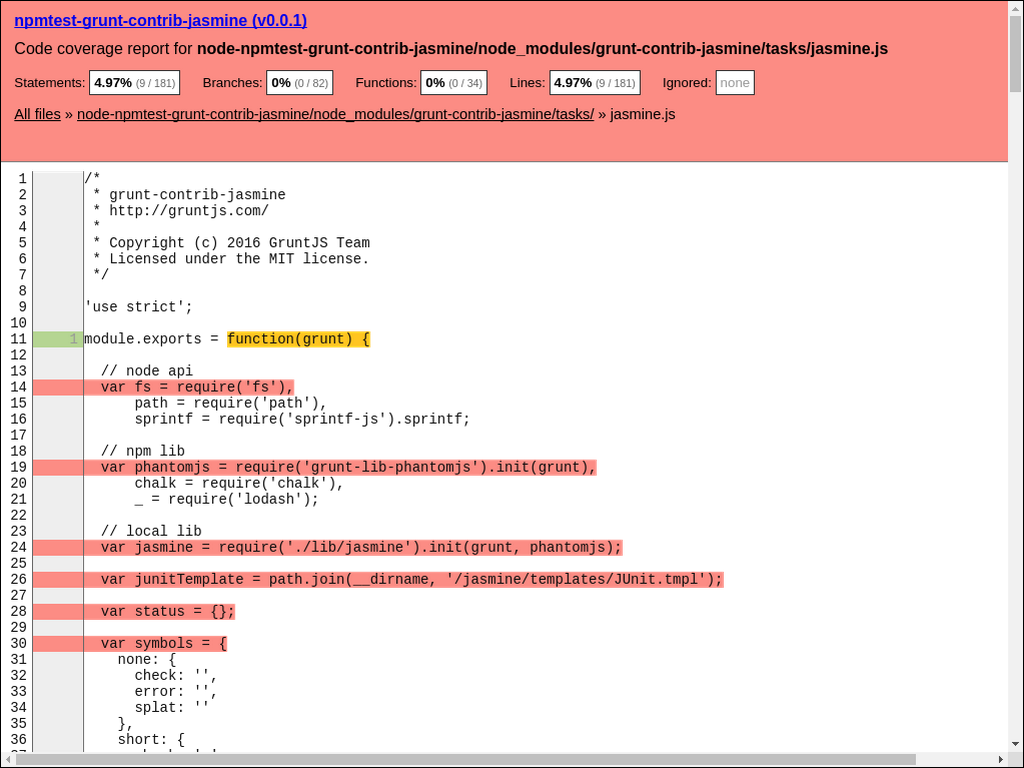 npmtest-grunt-contrib-jasmine (v0.0.1)
Code coverage report for node-npmtest-grunt-contrib-jasmine/node_modules/grunt-contrib-jasmine/tasks/jasmine.js
Statements: 4.97% (9 / 181) Branches: 0% (0 / 82) Functions: 0% (0 / 34) Lines: 4.97% (9 / 181) Ignored: none
All files » node-npmtest-grunt-contrib-jasmine/node_modules/grunt-contrib-jasmine/tasks/ » jasmine.js
1 /*
2  * grunt-contrib-jasmine
3  * http://gruntjs.com/
4  *
5  * Copyright (c) 2016 GruntJS Team
6  * Licensed under the MIT license.
7  */
8
9 'use strict';
10
11 1 module.exports = function(grunt) {
12
13   // node api
14   var fs = require('fs'),
15       path = require('path'),
16       sprintf = require('sprintf-js').sprintf;
17
18   // npm lib
19   var phantomjs = require('grunt-lib-phantomjs').init(grunt),
20       chalk = require('chalk'),
21       _ = require('lodash');
22
23   // local lib
24   var jasmine = require('./lib/jasmine').init(grunt, phantomjs);
25
26   var junitTemplate = path.join(__dirname, '/jasmine/templates/JUnit.tmpl');
27
28   var status = {};
29
30   var symbols = {
31     none: {
32       check: '',
33       error: '',
34       splat: ''
35     },
36     short: {